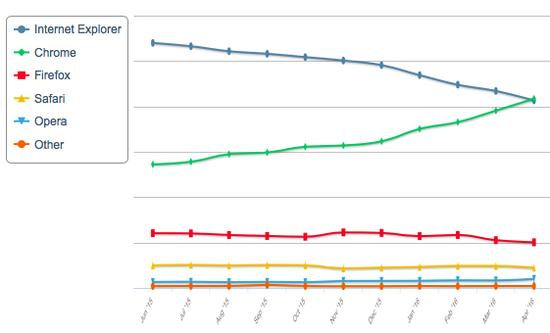 Internet Explorer
Chrome
Firefox
Safari
Opera
Other
Jun '15
Jul '15
Aug '15
Sep '15
Oct '15
Nov '15
Dec '15
Jan '16
Feb '16
Mar '16
Apr '16